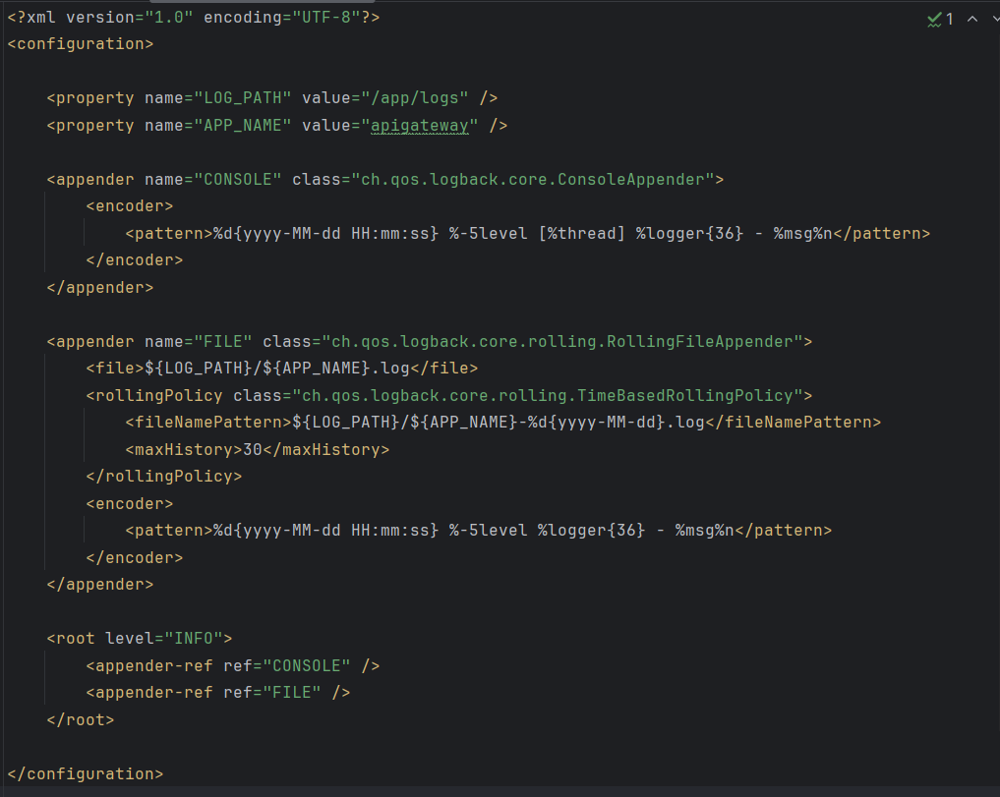 <?xml version="1.0" encoding="UTF-8"?>
1
<configuration>
<property name="LOG_PATH" value="/app/logs" />
<property name="APP_NAME" value="apigateway" />
<appender name="CONSOLE" class="ch.qos.logback.core.ConsoleAppender">
<encoder>
<pattern>%d{yyyy-MM-dd HH:mm:ss} %-5level [%thread] %logger{36} - %msg%n</pattern>
</encoder>
</appender>
<appender name="FILE" class="ch.qos.logback.core.rolling.RollingFileAppender">
<file>${LOG_PATH}/${APP_NAME}.log</file>
<rollingPolicy class="ch.qos.logback.core.rolling.TimeBasedRollingPolicy">
<fileNamePattern>${LOG_PATH}/${APP_NAME}-%d{yyyy-MM-dd}.log</fileNamePattern>
<maxHistory>30</maxHistory>
</rollingPolicy>
<encoder>
<pattern>%d{yyyy-MM-dd HH:mm:ss} %-5level %logger{36} - %msg%n</pattern>
</encoder>
</appender>
<root level="INFO">
<appender-ref ref="CONSOLE" />
<appender-ref ref="FILE" />
</root>
</configuration>